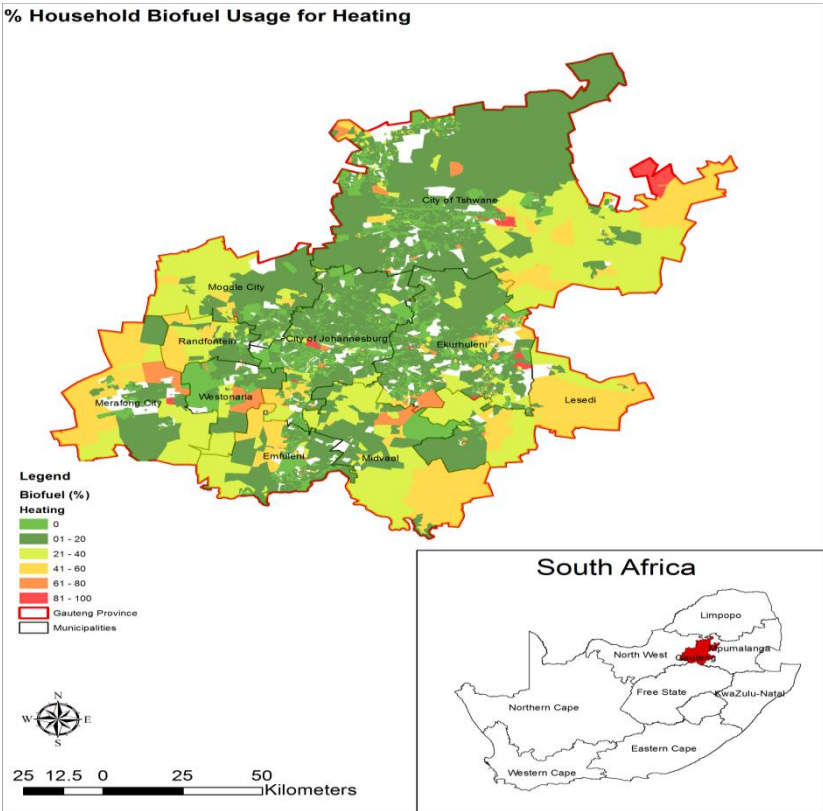 % Household Biofuel Usage for Heating
City of Tshwane
Mogale City
Randfontein
City of Johannesburg
Ekurhuleni
Merafong City
Westonaria
Lesedi
Emfuleni
Midvaal
Legend
Biofuel (%)
Heating
0
01 - 20
21 - 40
41 - 60
61 - 80
81 - 100
Gauteng Province
Municipalities
N
W
E
S
25 12.5 0 25 50
Kilometers
South Africa
Limpopo
North West
Mpumalanga
Gauteng
Free State
KwaZulu-Natal
Northern Cape
Eastern Cape
Western Cape